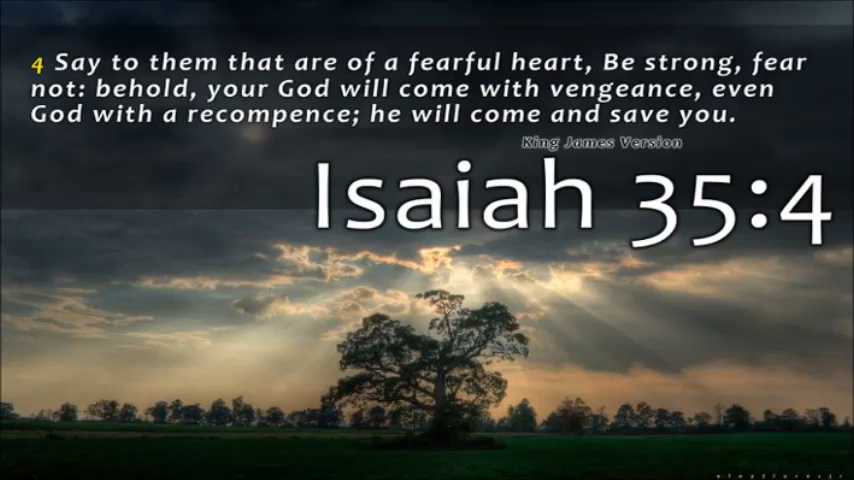 4 Say to them that are of a fearful heart, Be strong, fear
not: behold, your God will come with vengeance, even
God with a recompence; he will come and save you.
King James Version
Isaiah 35:4